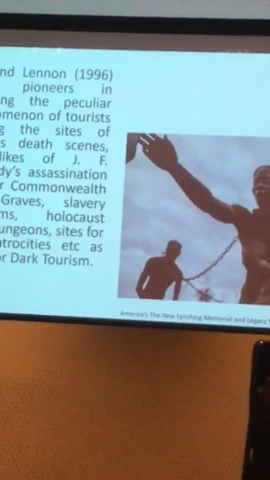 nd Lennon (1996)
pioneers in
ng the peculiar
omenon of tourists
g the sites of
s death scenes,
likes of J. F.
dy's assassination
r Commonwealth
Graves, slavery
ms, holocaust
ungeons, sites for
trocities etc as
or Dark Tourism.
America's The New Lynching Memorial and Legacy